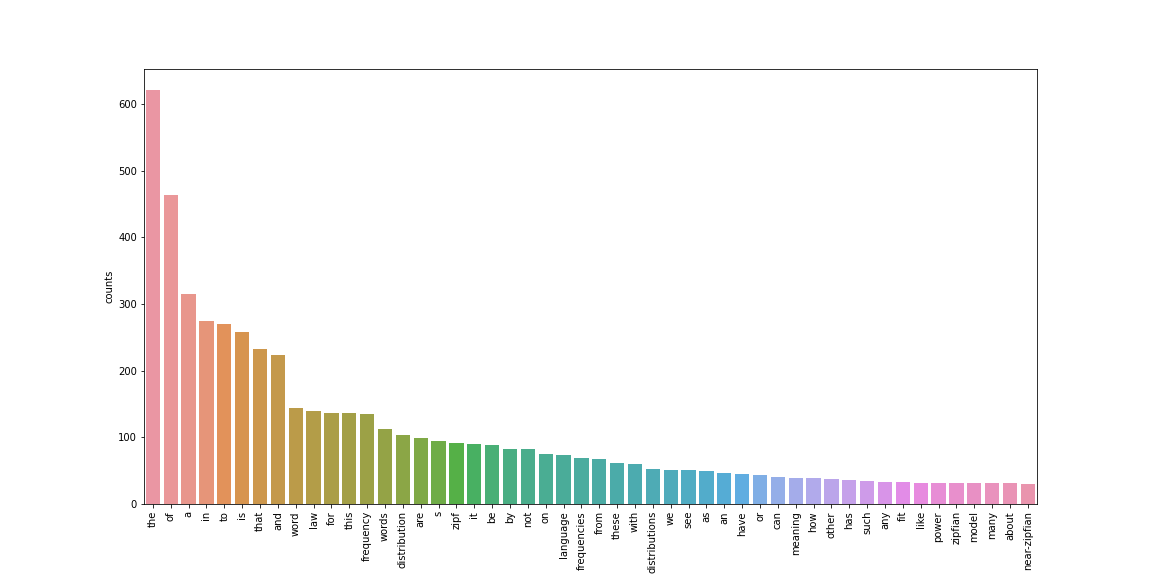 600
500
400
300
200
100
0
counts
the
of
a
in
to
is
that
and
word
law
for
this
frequency
words
distribution
are
s
zipf
it
be
by
not
on
language
frequencies
from
these
with
distributions
we
see
as
an
have
or
can
meaning
how
other
has
such
any
fit
like
power
zipfian
model
many
about
near-zipfian